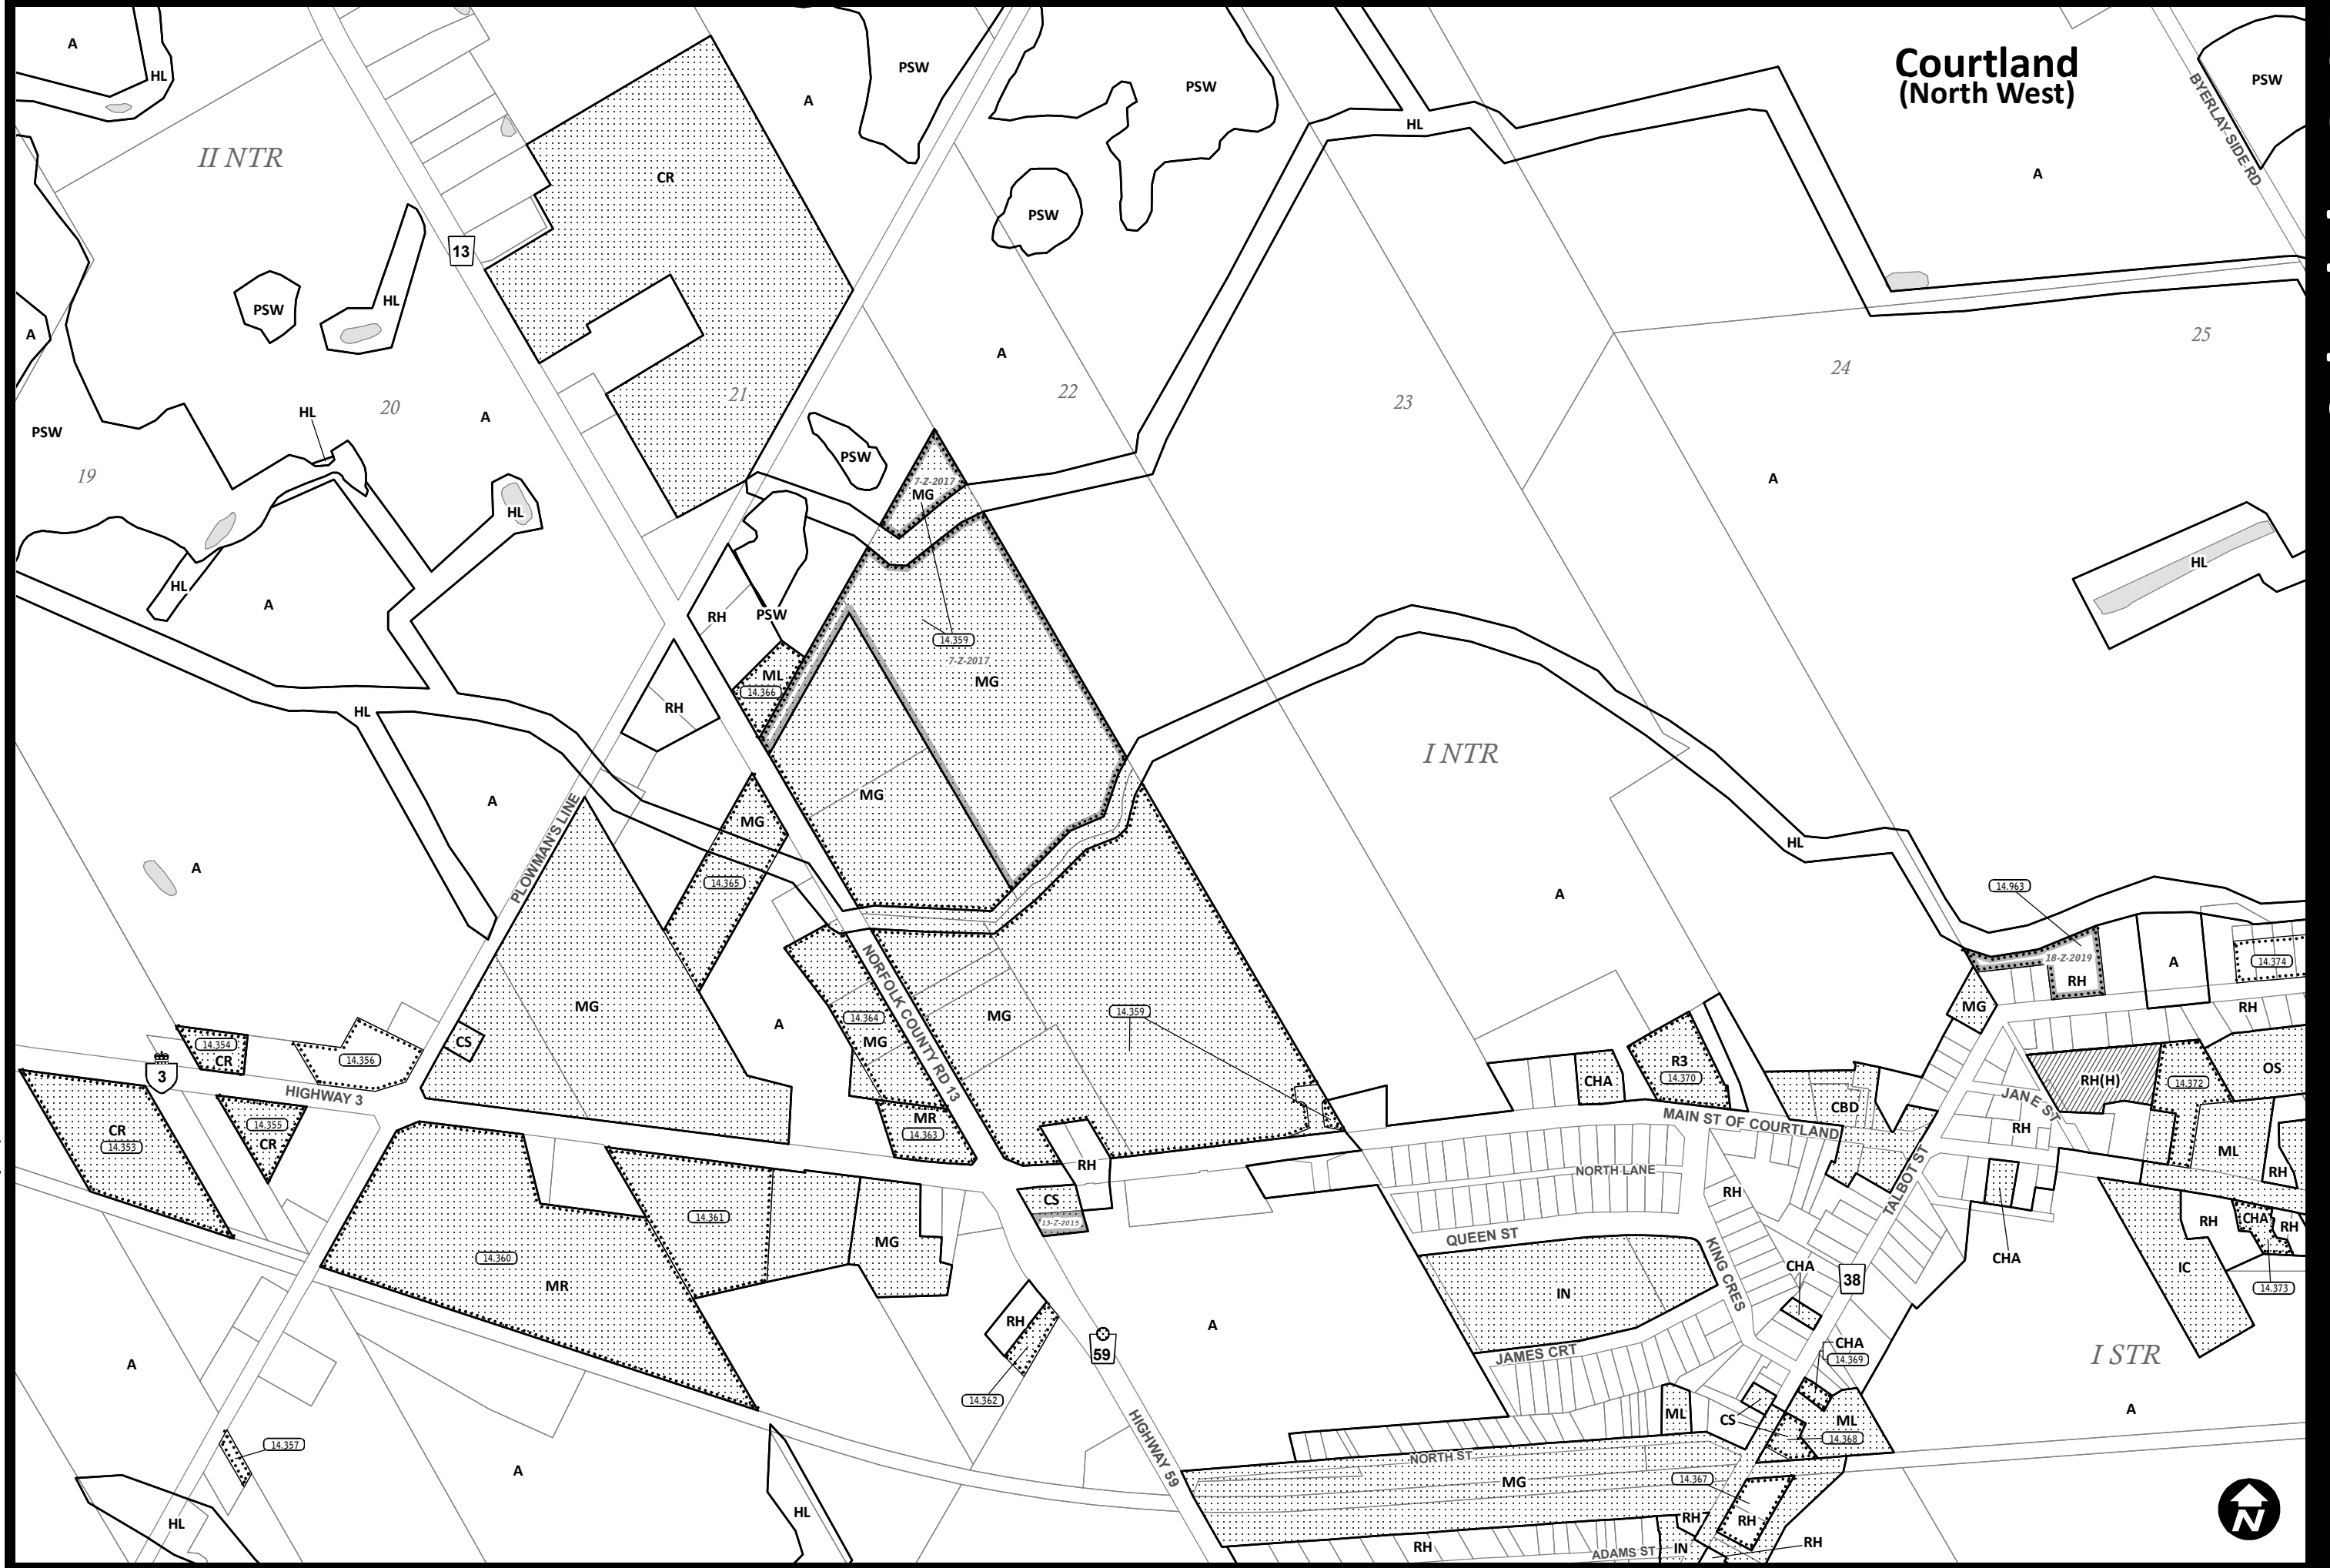 Courtland
(North West)
A
HL
PSW
PSW
PSW
BYERLAY SIDE RD
A
HL
A
II NTR
CR
PSW
13
PSW
HL
A
A
25
24
21
22
23
20
HL
A
PSW
19
PSW
7-Z-2017
MG
A
HL
HL
HL
A
RH
PSW
14.359
7-Z-2017
ML
14.366
MG
RH
HL
I NTR
A
MG
MG
PLOWMAN'S LINE
HL
A
14.365
14.963
A
NORFOLK COUNTY RD 13
18-Z-2019
A
14.374
RH
MG
RH
MG
14.364
MG
A
MG
14.359
CS
14.354
CR
14.356
3
HIGHWAY 3
R3
14.370
CHA
RH(H)
14.372
OS
JANE ST
CBD
MAIN ST OF COURTLAND
MR
14.363
14.355
CR
CR
14.353
RH
ML
RH
RH
NORTH LANE
RH
TALBOT ST
CS
13-Z-2015
14.361
MG
QUEEN ST
RH
CHA
RH
CHA
14.360
MR
KING CRES
CHA
38
IC
14.373
IN
RH
A
59
JAMES CRT
CHA
14.369
I STR
A
14.362
HIGHWAY 59
ML
CS
ML
14.368
A
14.357
A
NORTH ST
MG
14.367
HL
HL
RH7
RH
RH
RH
ADAMS ST
IN
N